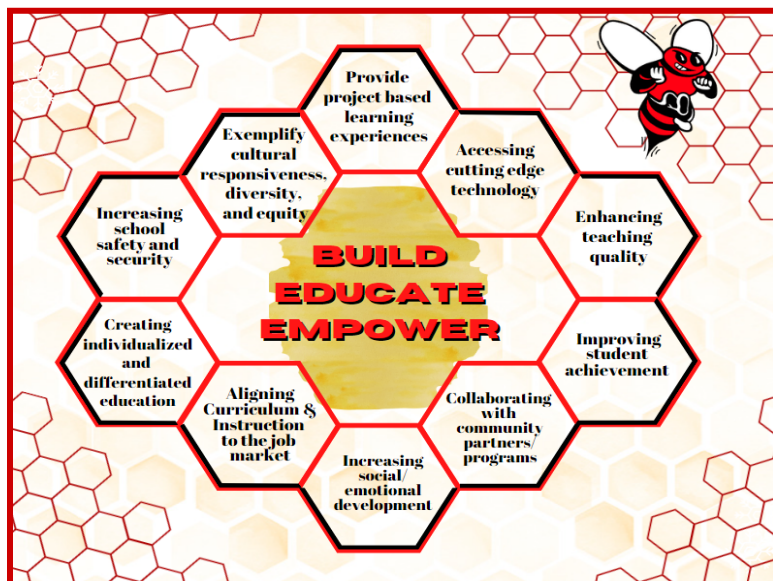 Provide
project based
learning
experiences
Accessing
cutting edge
technology
Enhancing
teaching
quality
Improving
student
achievement
Collaborating
with
community
partners/
programs
Increasing
social/
emotional
development
Aligning
Curriculum &
Instruction
to the job
market
Creating
individualized
and
differentiated
education
Increasing
school
safety and
security
Exemplify
cultural
responsiveness,
diversity,
and equity
BUILD
EDUCATE
EMPOWER